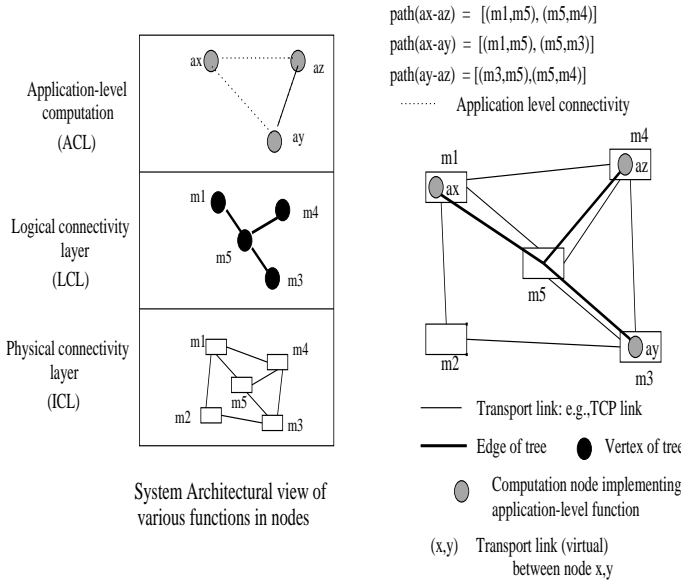 Application-level
computation
(ACL)
ax
az
ay
Logical connectivity
layer
(LCL)
m1
m4
m5
m3
Physical connectivity
layer
(ICL)
m1
m4
m5
m2
m3
System Architectural view of
various functions in nodes
path(ax-az) = [(m1,m5), (m5,m4)]
path(ax-ay) = [(m1,m5), (m5,m3)]
path(ay-az) =[(m3,m5),(m5,m4)]
Application level connectivity
m4
m1
az
ax
m5
m2
ay
m3
Transport link: e.g.,TCP link
Edge of tree
Vertex of tree
Computation node implementing
application-level function
(x,y) Transport link (virtual)
between node x,y